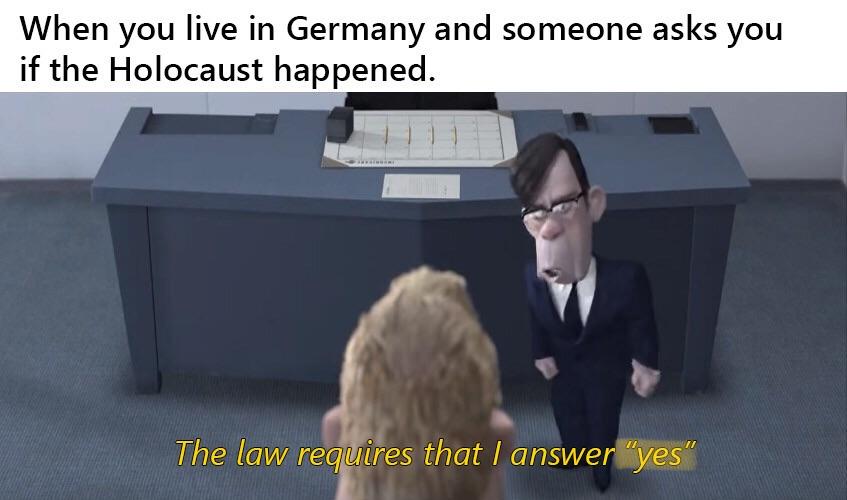 When you live in Germany and someone asks you
if the Holocaust happened.
The law requires that I answer “yes”